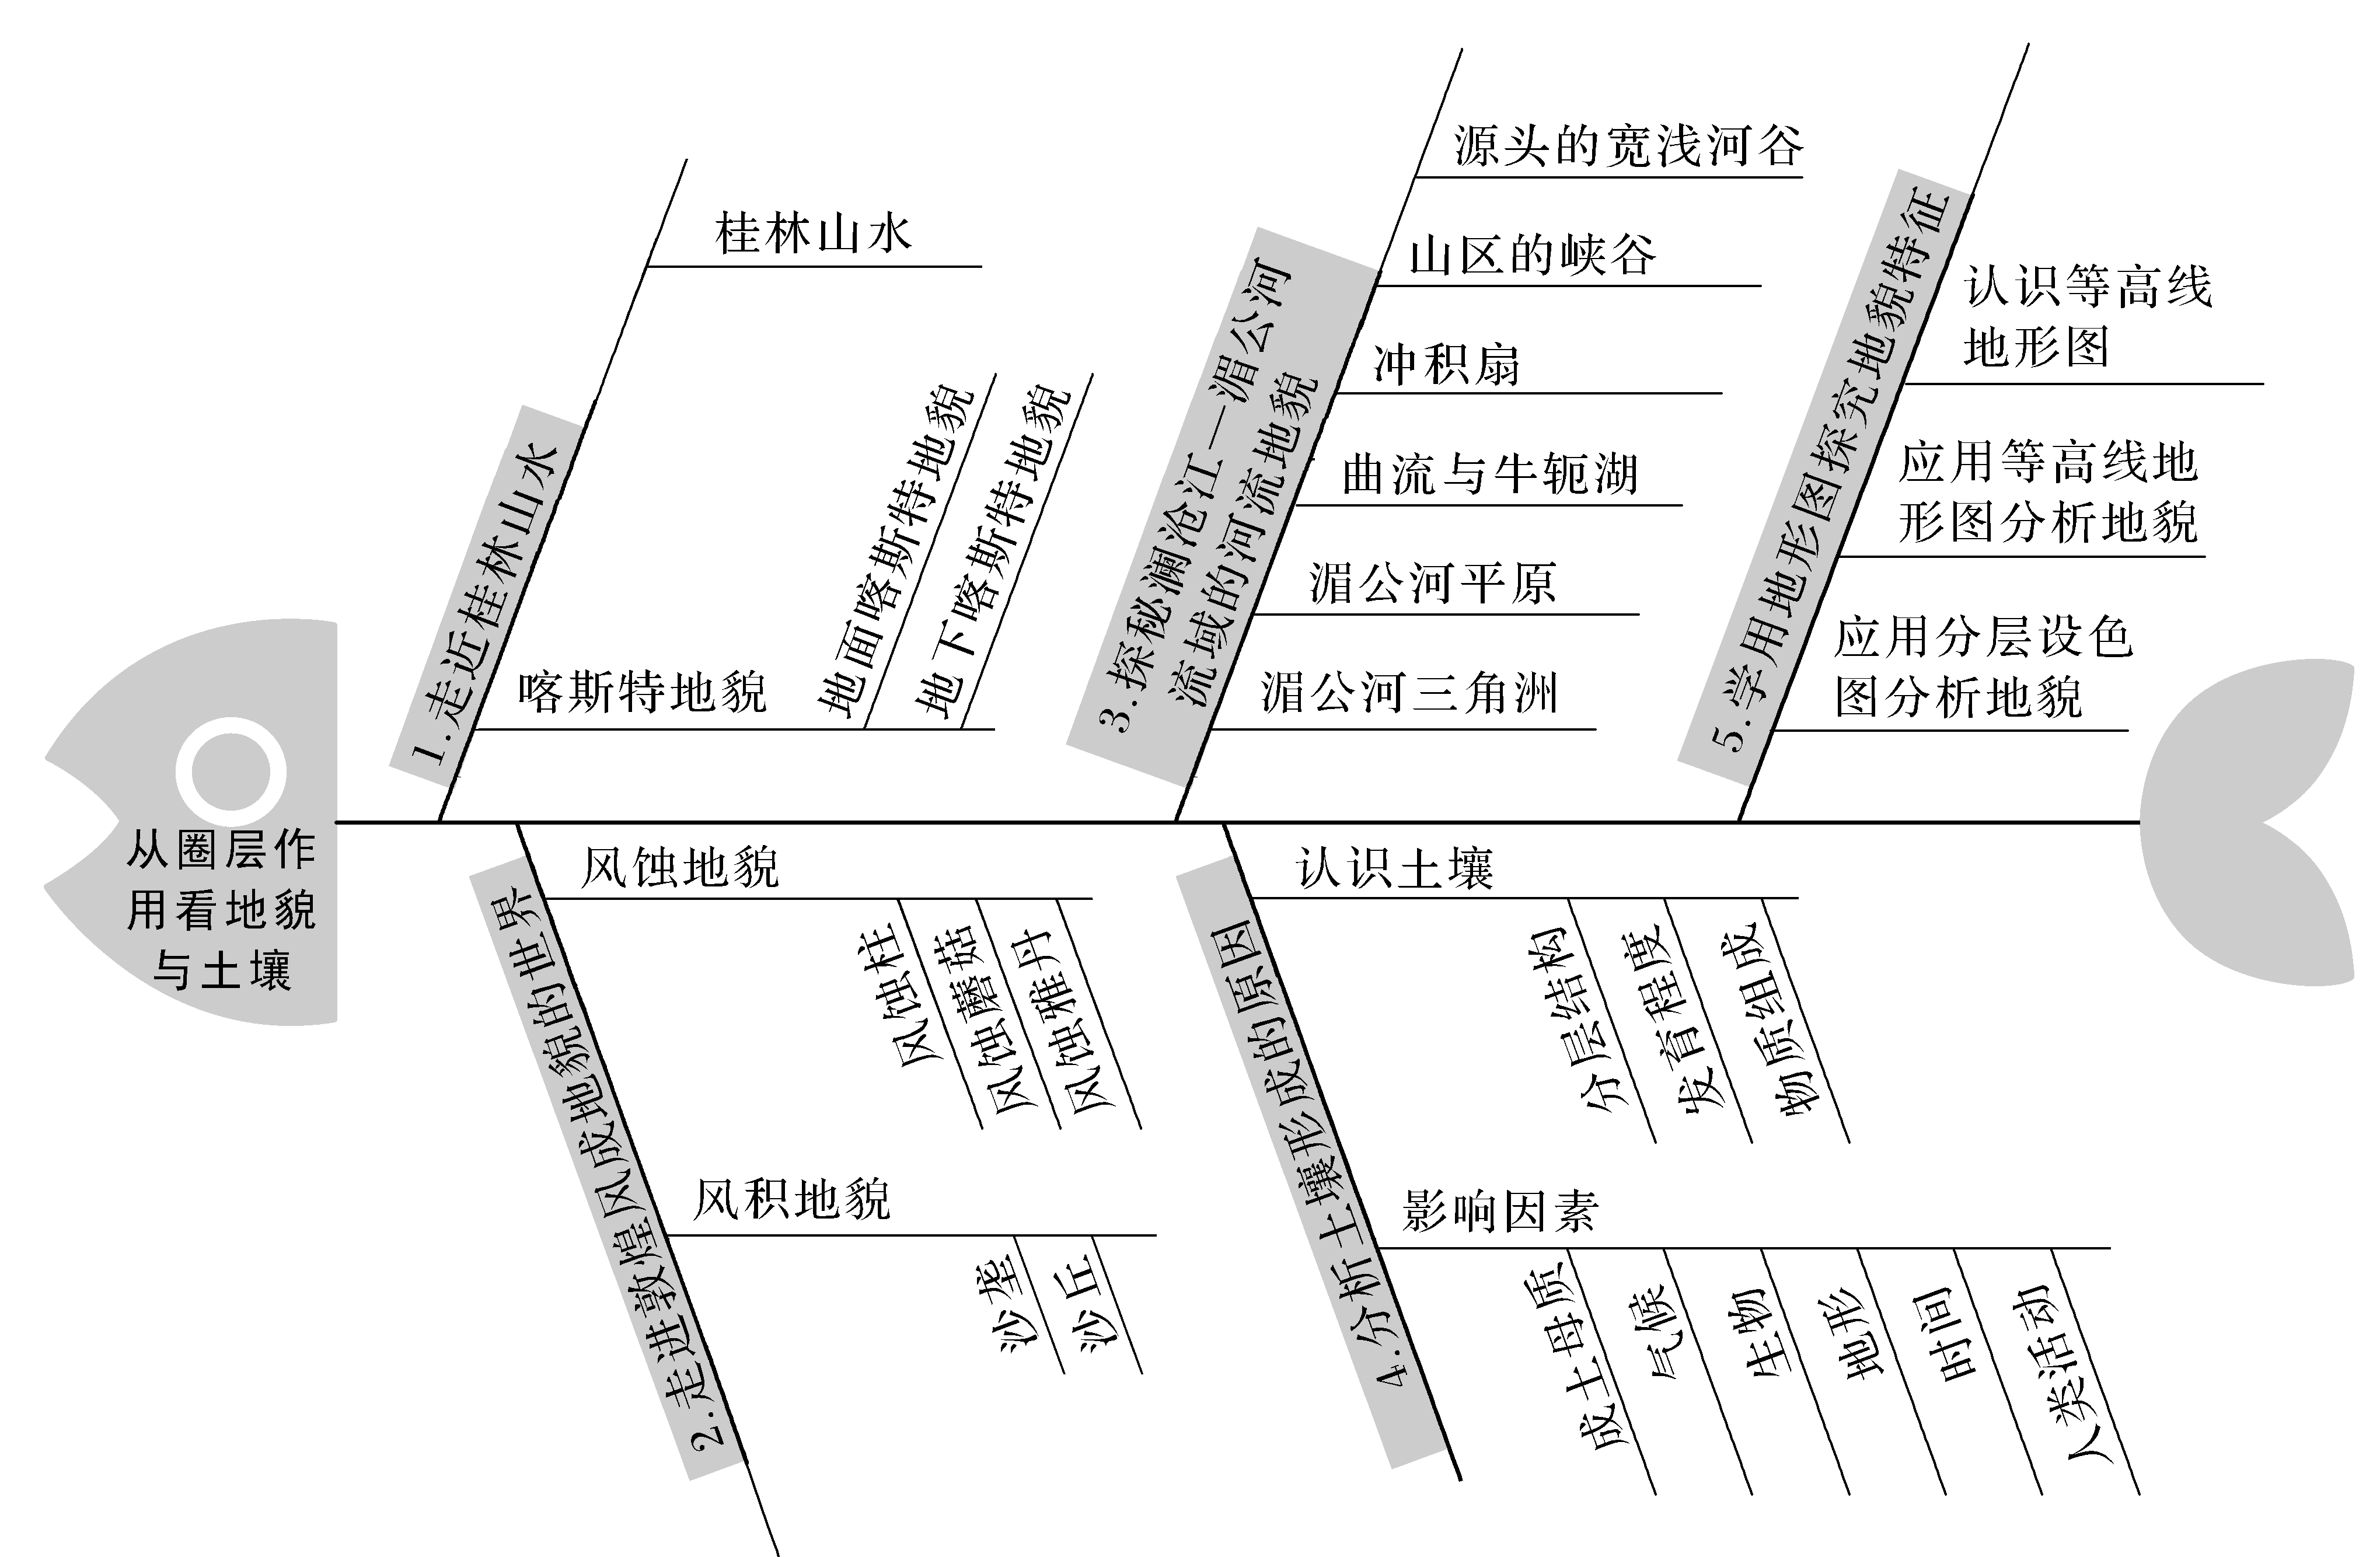 从圈层作
用看地貌
与土壤
1.走近桂林山水
桂林山水
喀斯特地貌
地面喀斯特地貌
地下喀斯特地貌
2.走进敦煌风成地貌的世界
风蚀地貌
风蚀柱
风蚀蘑菇
风蚀雅丹
风积地貌
沙垄
沙丘
3.探秘澜沧江—湄公河
流域的河流地貌
源头的宽浅河谷
山区的峡谷
冲积扇
曲流与牛轭湖
湄公河平原
湄公河三角洲
4.分析土壤形成的原因
认识土壤
分层结构
发育程度
物质组成
影响因素
成土母质
气候
生物
地形
时间
人类活动
5.学用地形图探究地貌特征
认识等高线
地形图
应用等高线地
形图分析地貌
应用分层设色
图分析地貌